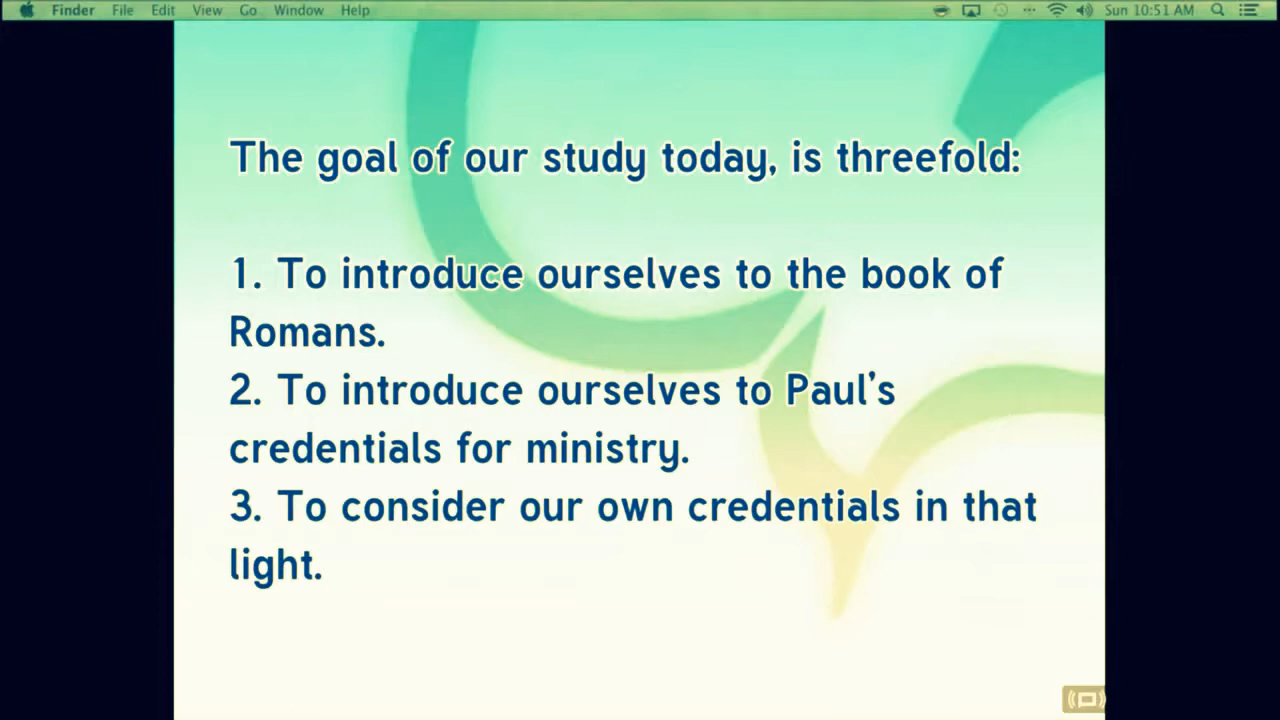 Finder File Edit View Go Window Help Sun 10:51 AM
The goal of our study today, is threefold:
1. To introduce ourselves to the book of
Romans.
2. To introduce ourselves to Paul's
credentials for ministry.
3. To consider our own credentials in that
light.